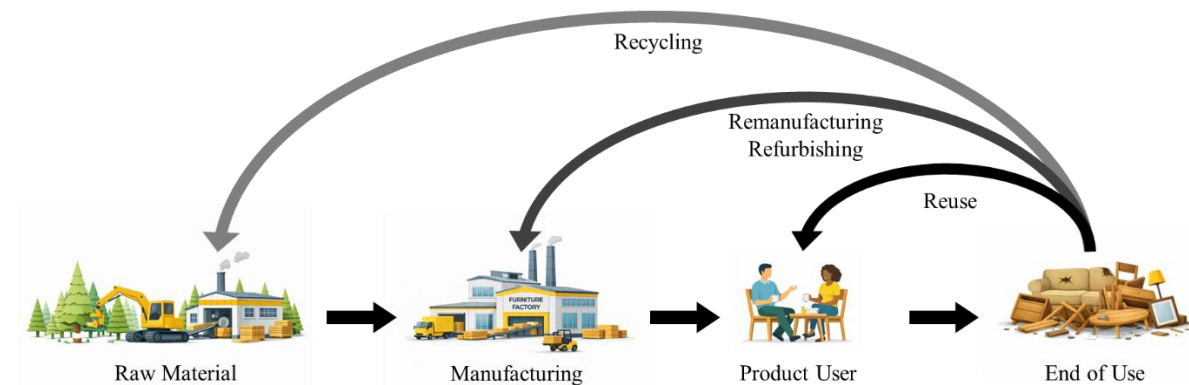 Recycling
Remanufacturing
Refurbishing
Reuse
FURNITURE
FACTORY
Raw Material
Manufacturing
Product User
End of Use